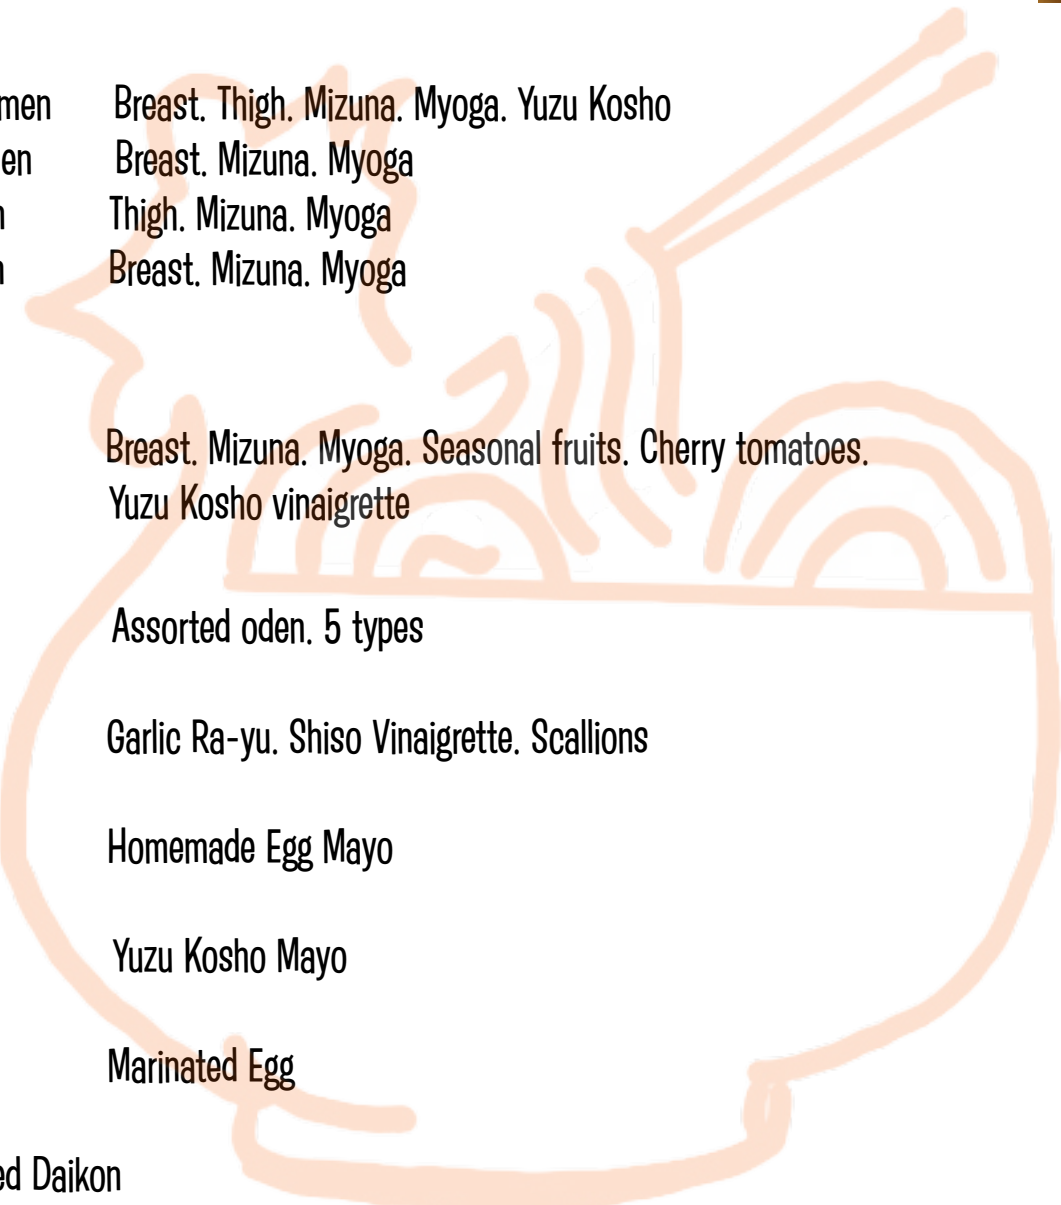 men Breast. Thigh. Mizuna. Myoga. Yuzu Kosho
en Breast. Mizuna. Myoga
n Thigh. Mizuna. Myoga
n Breast. Mizuna. Myoga
Breast. Mizuna. Myoga. Seasonal fruits. Cherry tomatoes.
Yuzu Kosho vinaigrette
Assorted oden. 5 types
Garlic Ra-yu. Shiso Vinaigrette. Scallions
Homemade Egg Mayo
Yuzu Kosho Mayo
Marinated Egg
ed Daikon